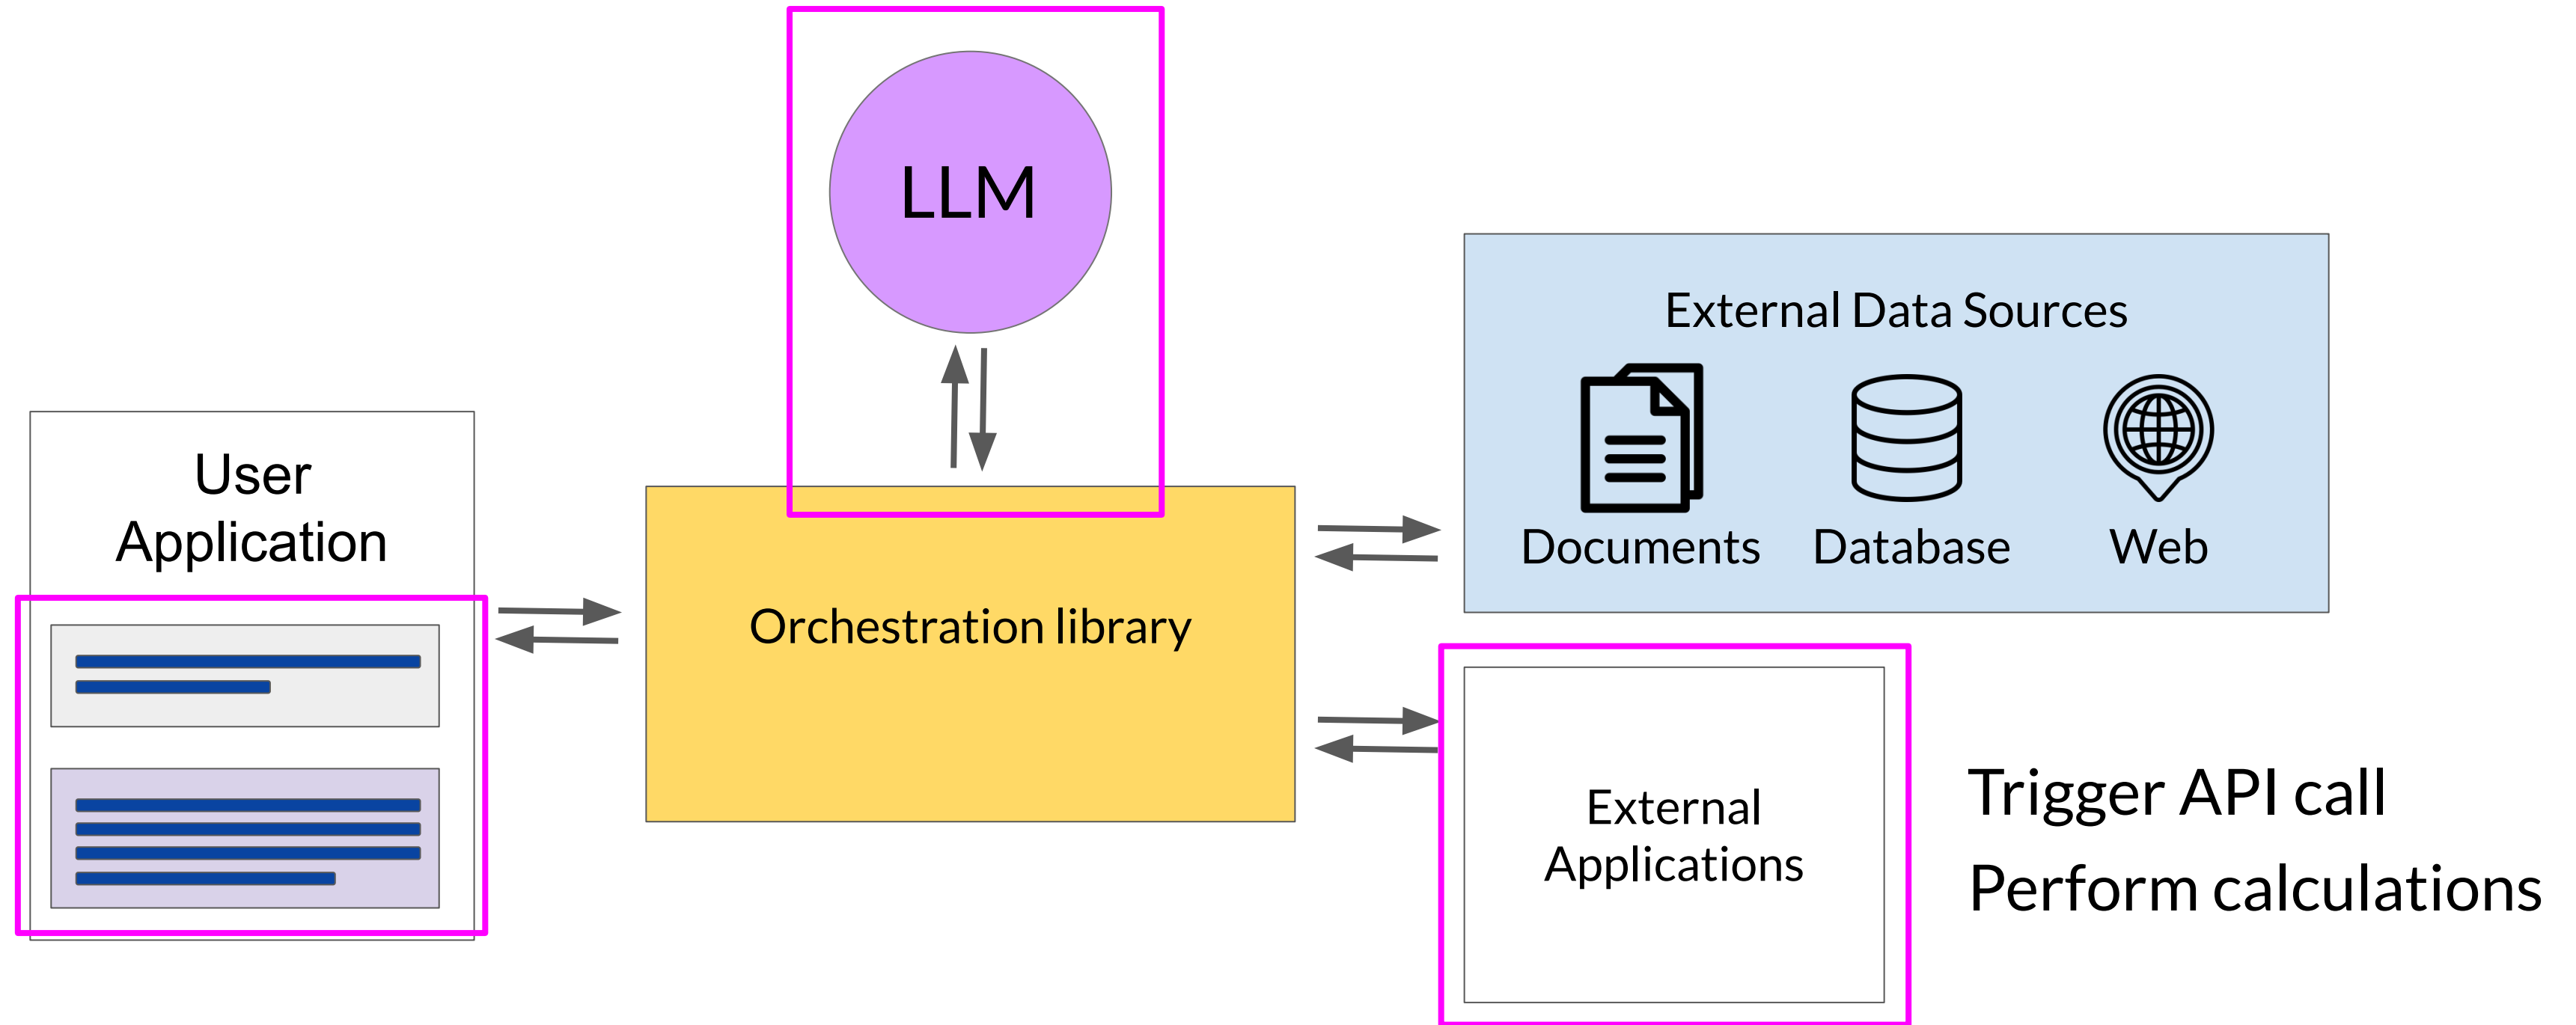 LLM
User
Application
Orchestration library
External Data Sources
Documents
Database
Web
External
Applications
Trigger API call
Perform calculations